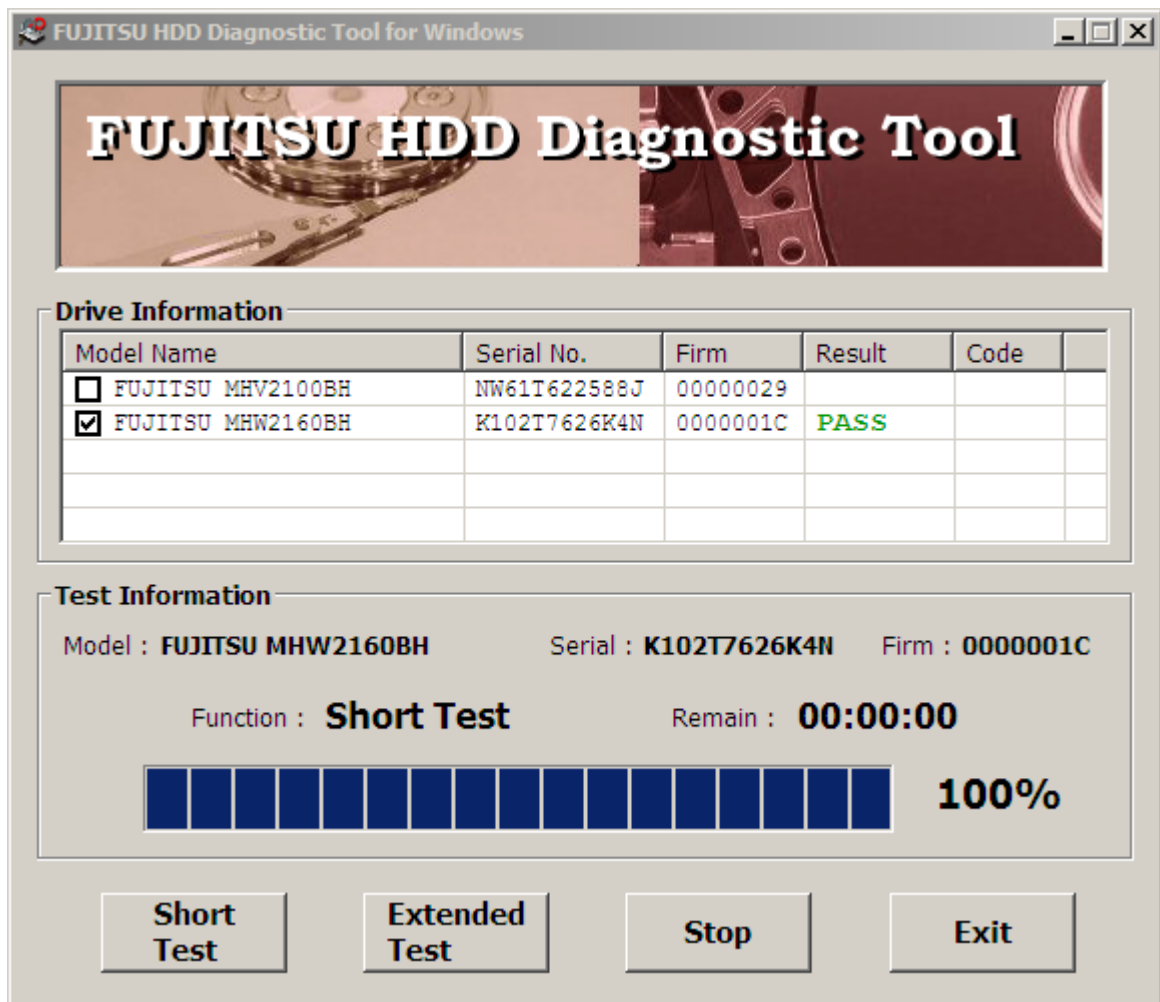 FUJITSU HDD Diagnostic Tool for Windows
FUJITSU HDD Diagnostic Tool
Drive Information
Model Name Serial No. Firm Result Code
FUJITSU MHV2100BH NW61T622588J 00000029
FUJITSU MHW2160BH K102T7626K4N 0000001C PASS
Test Information
Model : FUJITSU MHW2160BH Serial : K102T7626K4N Firm : 0000001C
Function : Short Test Remain : 00:00:00
100%
Short Test
Extended Test
Stop
Exit